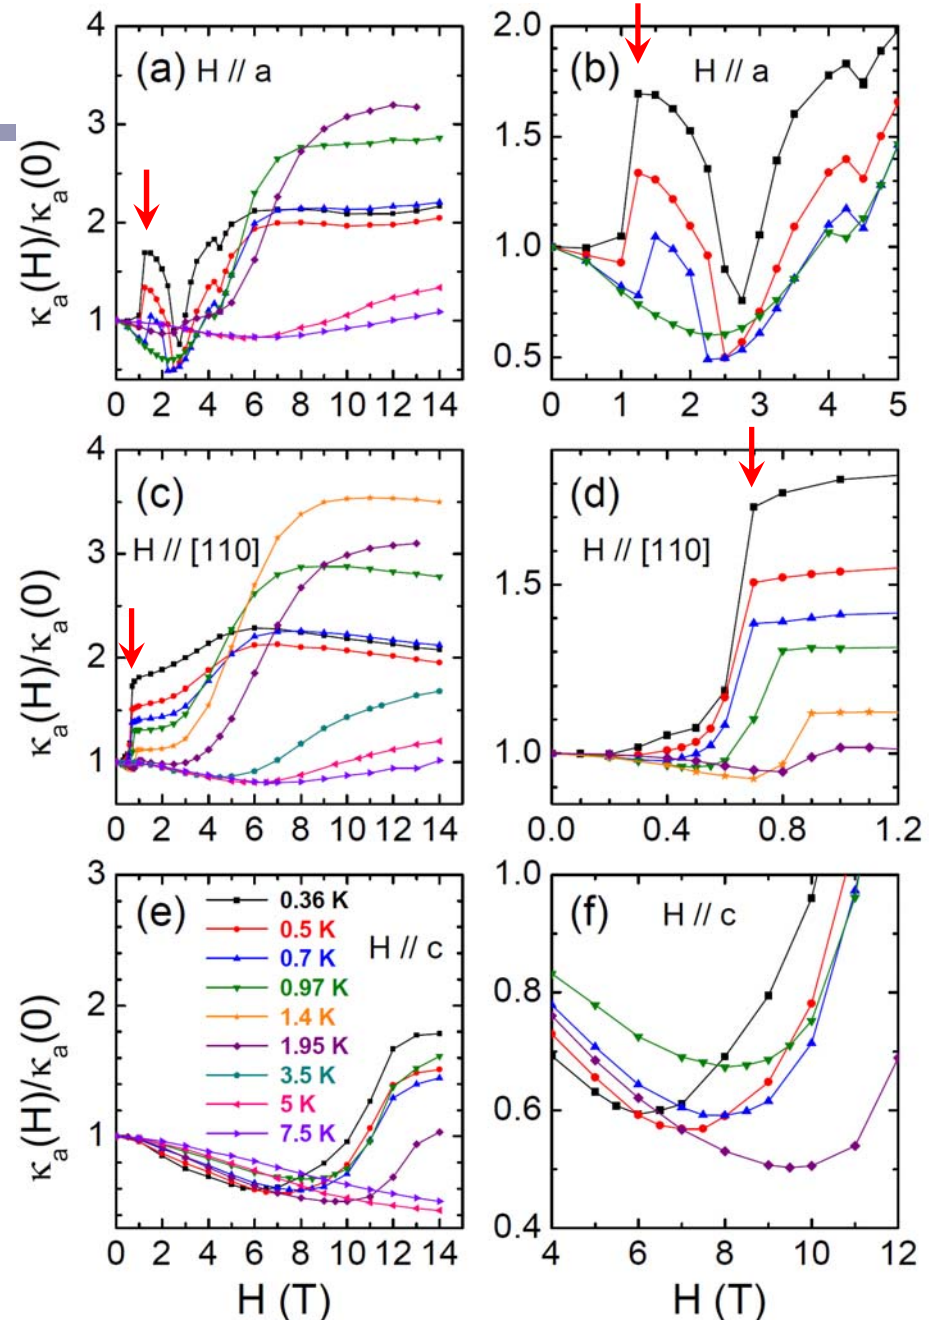 (a) H // a
κa(H)/κa(0)
4
3
2
1
0 2 4 6 8 10 12 14
(b) H // a
2.0
1.5
1.0
0.5
0 1 2 3 4 5
(c)
H // [110]
κa(H)/κa(0)
4
3
2
1
0 2 4 6 8 10 12 14
(d)
H // [110]
1.5
1.0
0.0 0.4 0.8 1.2
(e)
H // c
0.36 K
0.5 K
0.7 K
0.97 K
1.4 K
1.95 K
3.5 K
5 K
7.5 K
κa(H)/κa(0)
3
2
1
0 2 4 6 8 10 12 14
H (T)
(f) H // c
1.0
0.8
0.6
0.4
4 6 8 10 12
H (T)